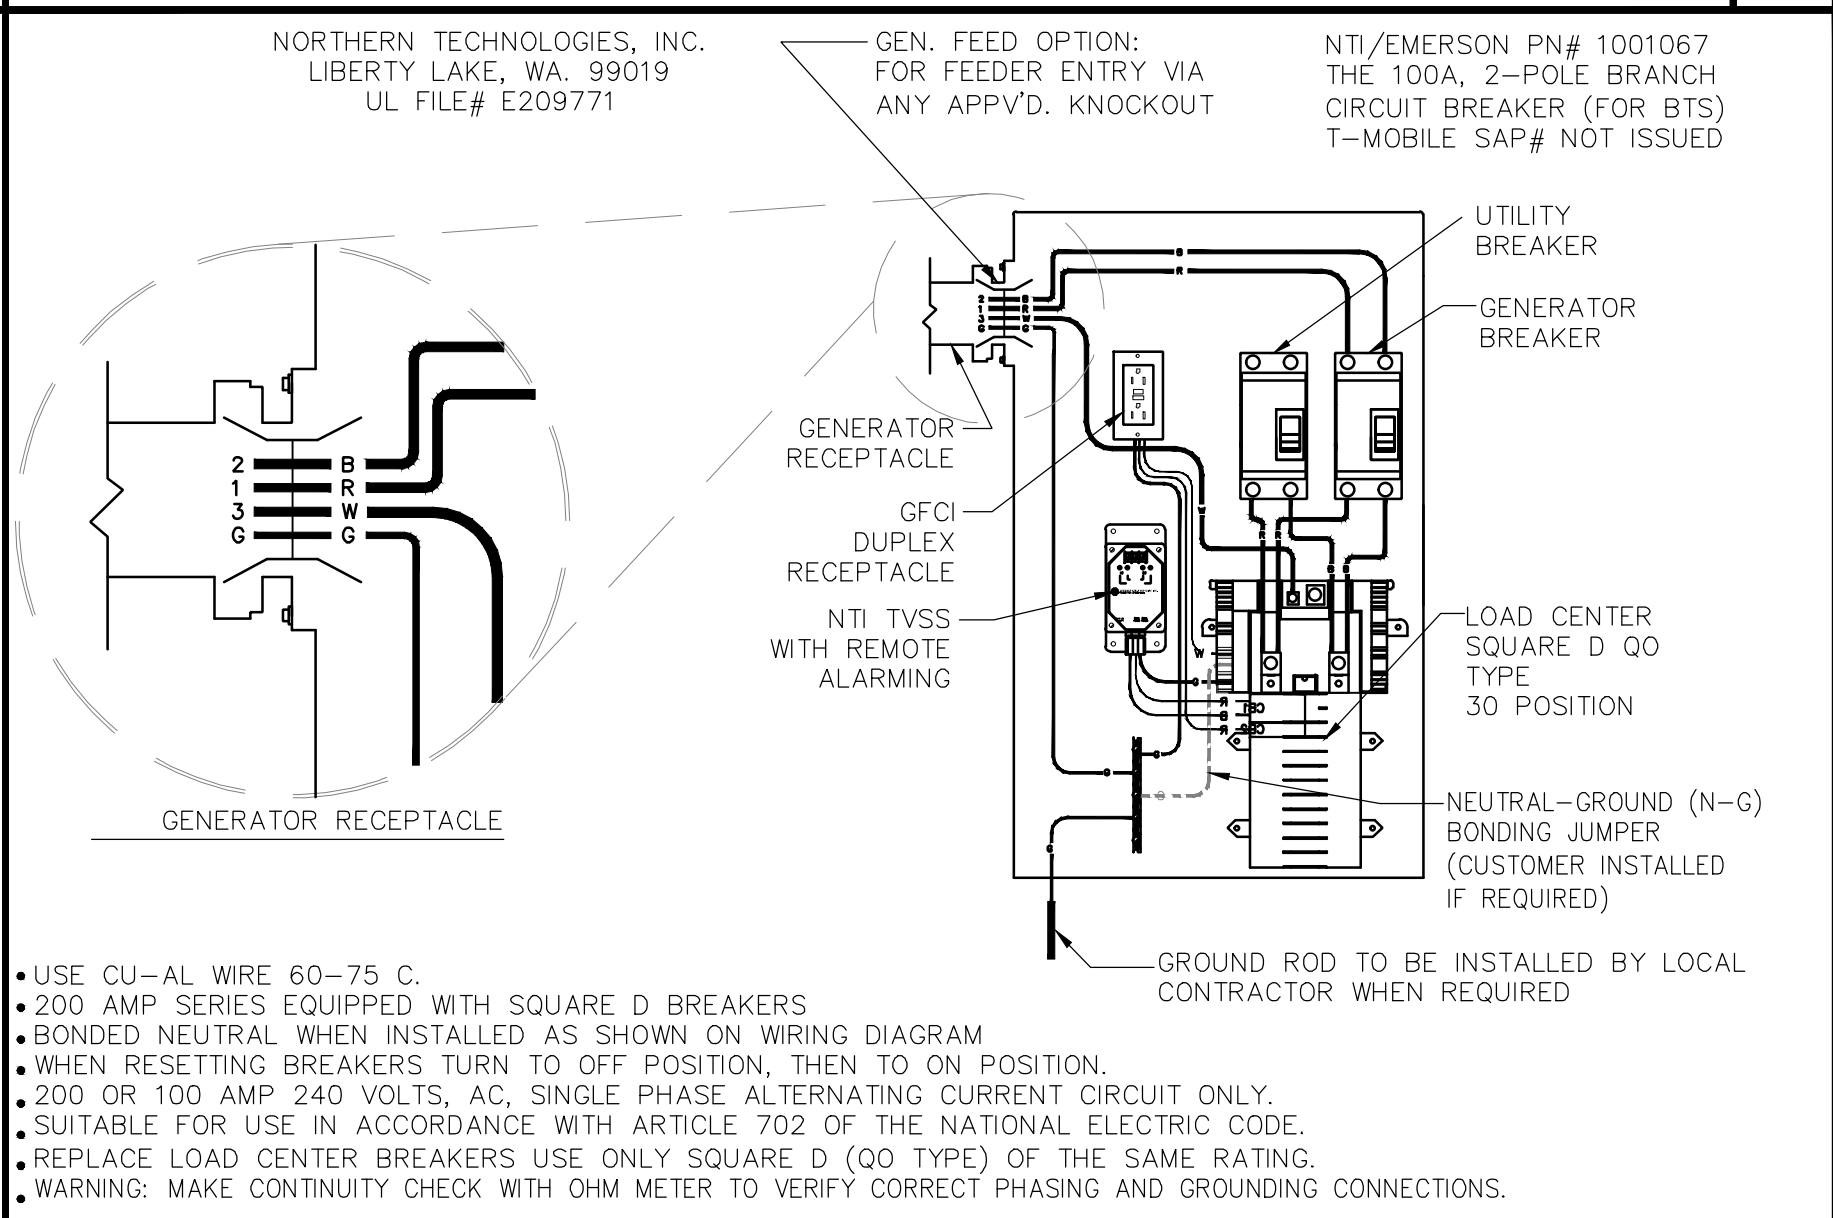 NORTHERN TECHNOLOGIES, INC.
LIBERTY LAKE, WA. 99019
UL FILE# E209771
GEN. FEED OPTION:
FOR FEEDER ENTRY VIA
ANY APPV'D. KNOCKOUT
NTI/EMERSON PN# 1001067
THE 100A, 2-POLE BRANCH
CIRCUIT BREAKER (FOR BTS)
T-MOBILE SAP# NOT ISSUED
UTILITY
BREAKER
GENERATOR
BREAKER
B
R
2 B
1 R
3 W
G G
GENERATOR
RECEPTACLE
2 B
1 R
3 W
G G
GFCI
DUPLEX
RECEPTACLE
W
R R
B B
NTI TVSS
WITH REMOTE
ALARMING
LOAD CENTER
SQUARE D QO
TYPE
30 POSITION
W
G
R CB1
B
R CB2
G
G
G
G
GENERATOR RECEPTACLE
NEUTRAL-GROUND (N-G)
BONDING JUMPER
(CUSTOMER INSTALLED
IF REQUIRED)
GROUND ROD TO BE INSTALLED BY LOCAL
CONTRACTOR WHEN REQUIRED
• USE CU-AL WIRE 60-75 C.
• 200 AMP SERIES EQUIPPED WITH SQUARE D BREAKERS
• BONDED NEUTRAL WHEN INSTALLED AS SHOWN ON WIRING DIAGRAM
• WHEN RESETTING BREAKERS TURN TO OFF POSITION, THEN TO ON POSITION.
• 200 OR 100 AMP 240 VOLTS, AC, SINGLE PHASE ALTERNATING CURRENT CIRCUIT ONLY.
• SUITABLE FOR USE IN ACCORDANCE WITH ARTICLE 702 OF THE NATIONAL ELECTRIC CODE.
• REPLACE LOAD CENTER BREAKERS USE ONLY SQUARE D (QO TYPE) OF THE SAME RATING.
• WARNING: MAKE CONTINUITY CHECK WITH OHM METER TO VERIFY CORRECT PHASING AND GROUNDING CONNECTIONS.